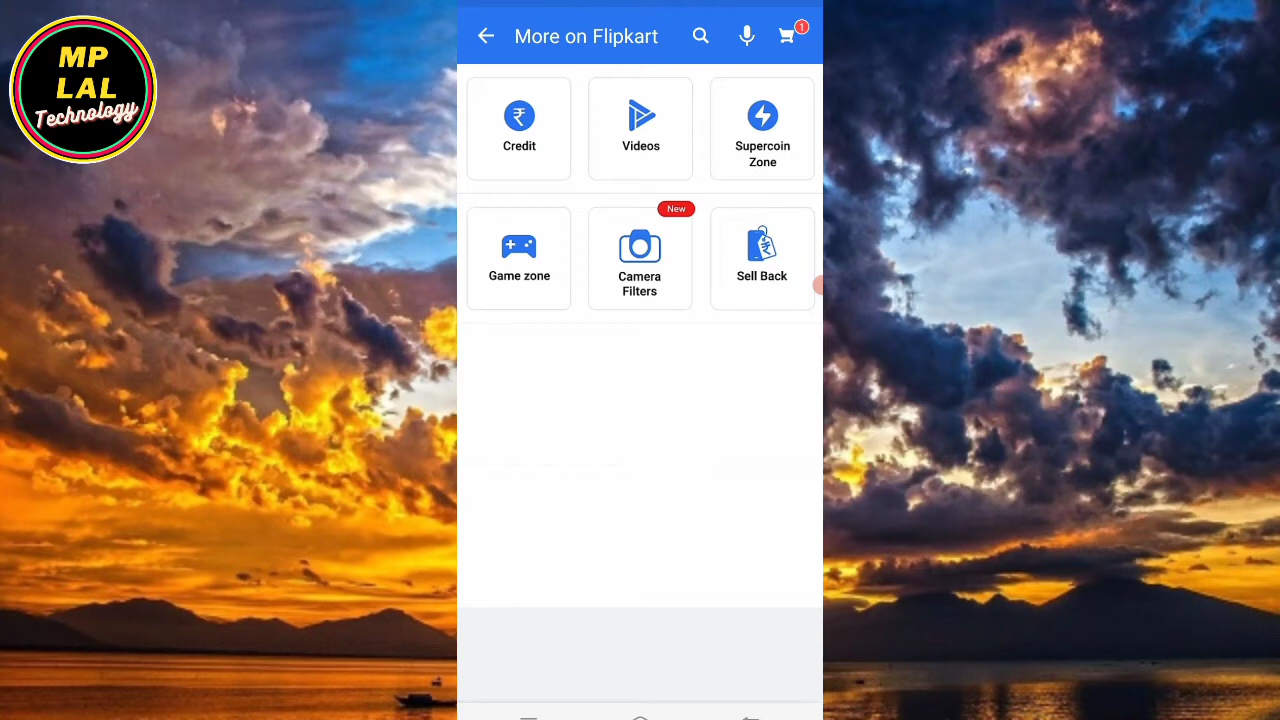 MP
LAL
Technology
More on Flipkart
1
Credit
Videos
Supercoin
Zone
New
Game zone
Camera
Filters
Sell Back